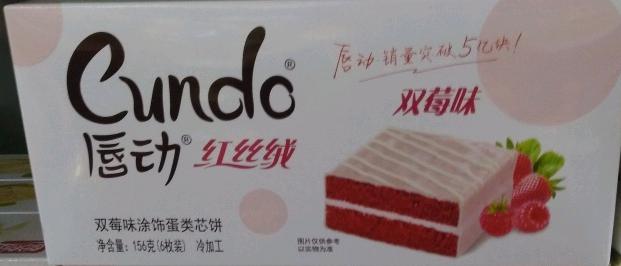 Cundo®
唇动®红丝绒
唇动销量突破5亿块!
双莓味
双莓味涂饰蛋类芯饼
净含量:156克(6枚装) 冷加工
图片仅供参考
以实物为准